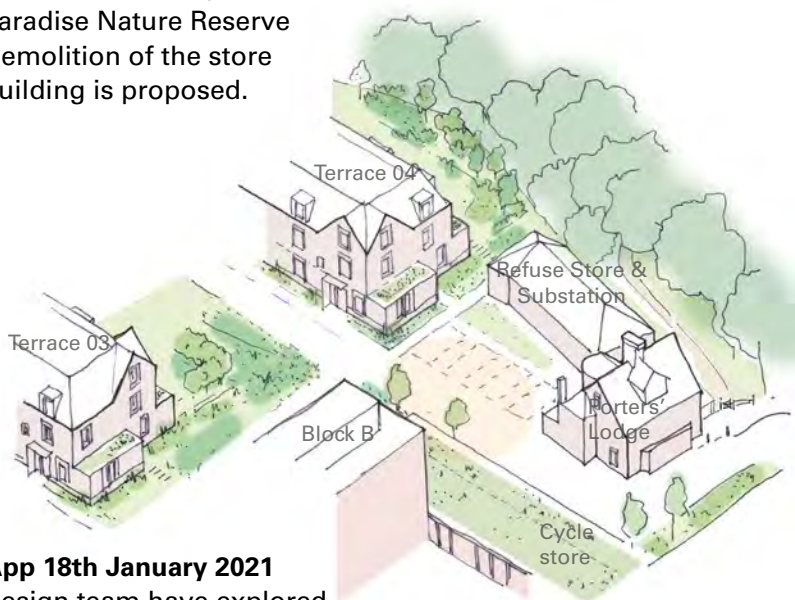 aradise Nature Reserve
emolition of the store
uilding is proposed.
Terrace 04
Refuse Store &
Substation
Terrace 03
Porters'
Lodge
Block B
Cycle
store
App 18th January 2021
esign team have explored